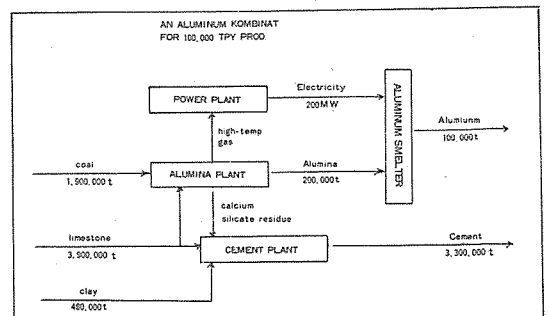 AN ALUMINUM KOMBINAT
FOR 100,000 TPY PROD.
POWER PLANT
Electricity
200MW
ALUMINUM SMELTER
Alumiunm
100,000t
high-temp
gas
coal
1,900,000 t
ALUMINA PLANT
Alumina
200,000t
calcium
silicate residue
limestone
3,900,000 t
CEMENT PLANT
Cement
3,300,000 t
clay
480,000t